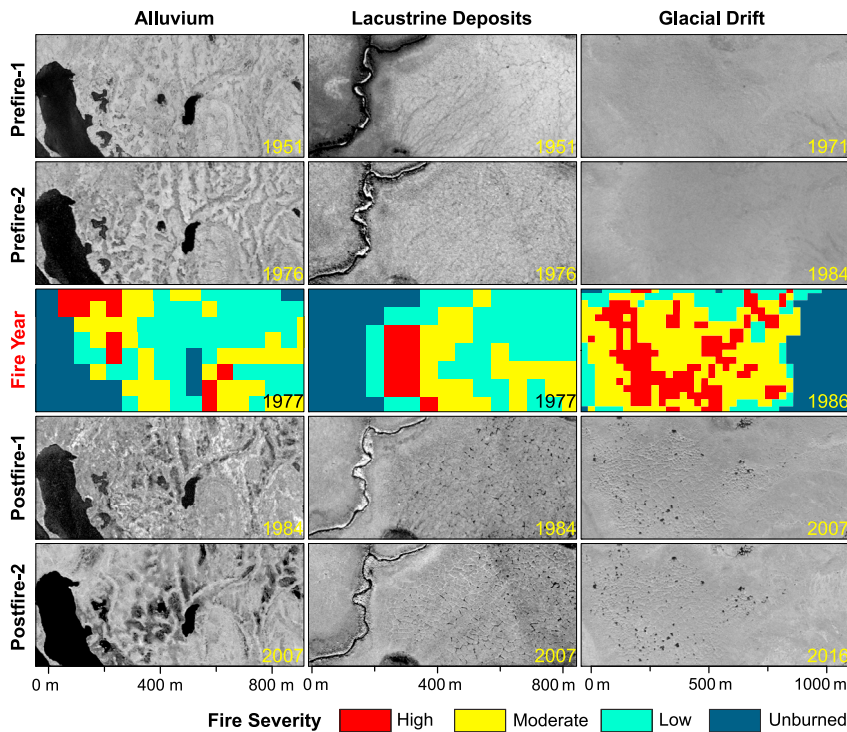 Alluvium Lacustrine Deposits Glacial Drift
Prefire-1 1951 1951 1971
Prefire-2 1976 1976 1984
Fire Year 1977 1977 1986
Postfire-1 1984 1984 2007
Postfire-2 2007 2007 2016
0 m 400 m 800 m 0 m 400 m 800 m 0 m 500 m 1000 m
Fire Severity High Moderate Low Unburned